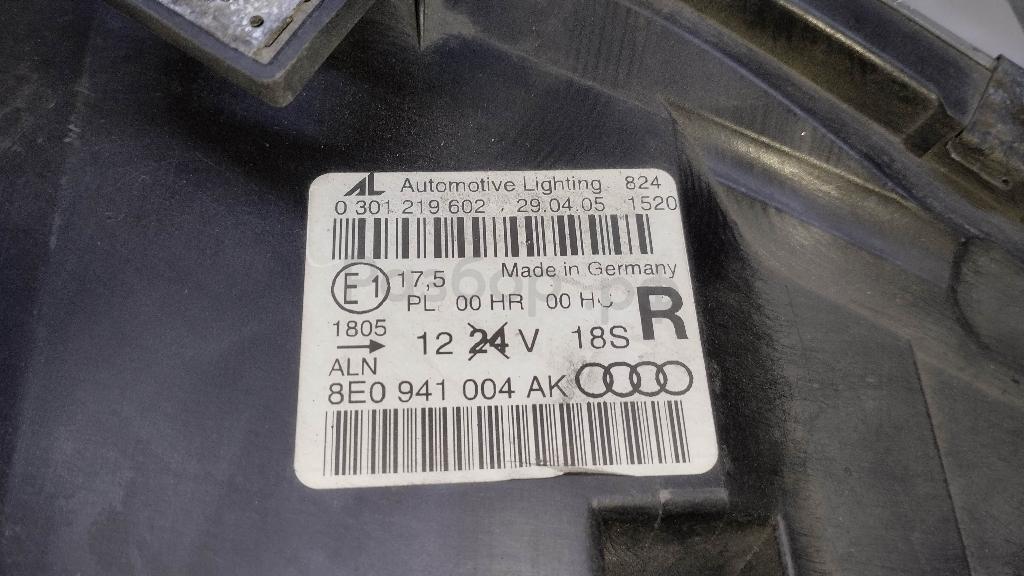 AL Automotive Lighting 824
0 301 219 602 29.04.05 1520
Made in Germany
E1 17,5
PL 00 HR 00 HC R
1805
12 24 V 18S
ALN
8E0 941 004 AK